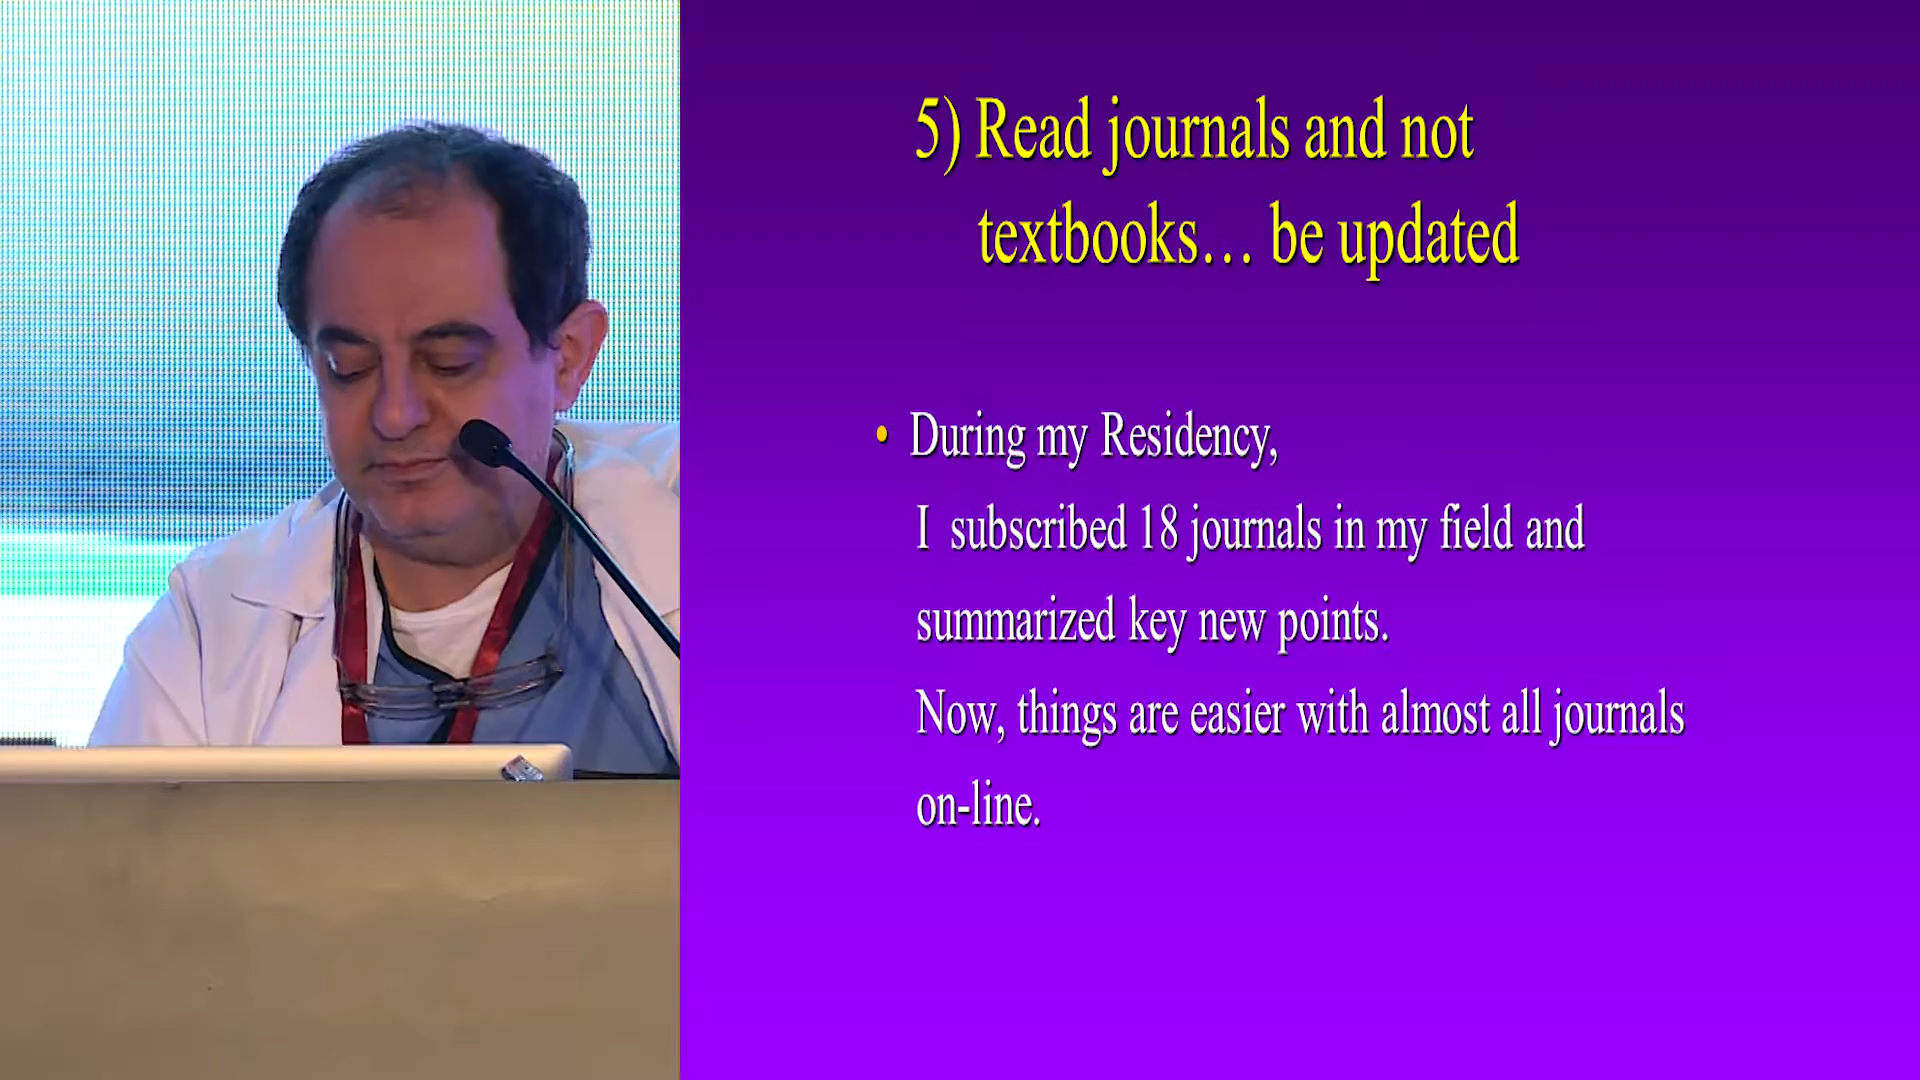 5) Read journals and not
textbooks… be updated
• During my Residency,
I subscribed 18 journals in my field and
summarized key new points.
Now, things are easier with almost all journals
on-line.